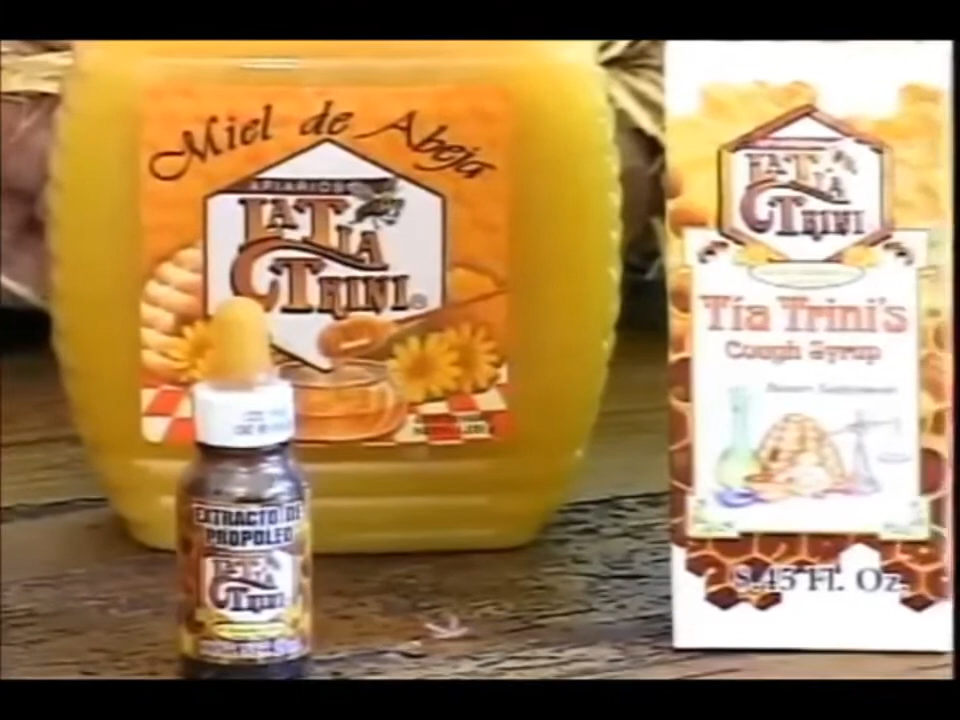 Miel de Abeja
APIARIOS
LA TIA
TRINI®
EXTRACTO DE
PROPOLEO
LA TIA
TRINI
LA TIA
TRINI
Tía Trini's
Cough Syrup
8.45 Fl. Oz.